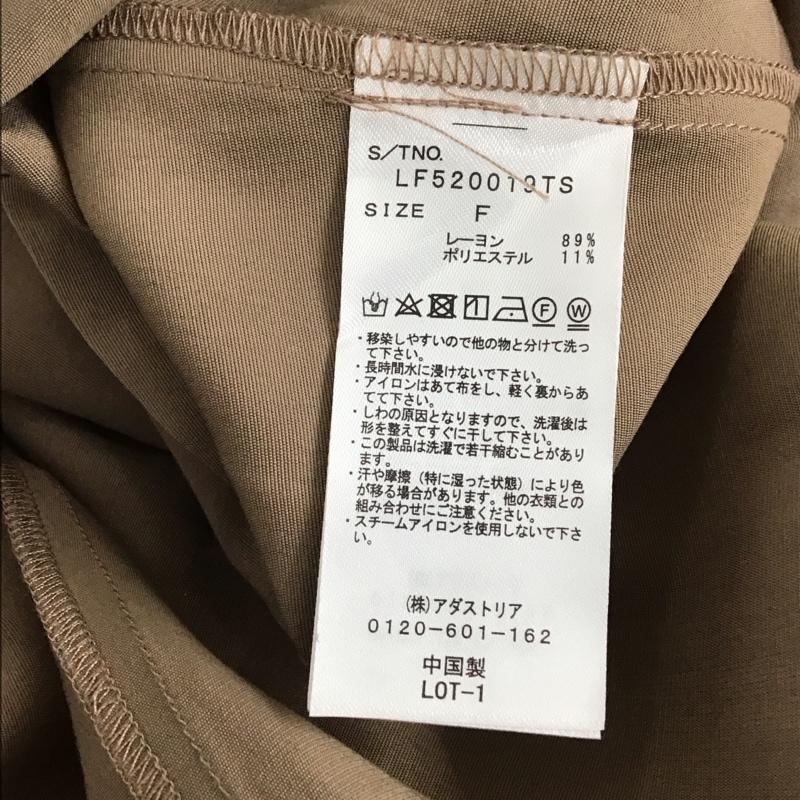 S/TNO.
LF520019TS
SIZE F
レーヨン 89%
ポリエステル 11%
F W
・移染しやすいので他の物と分けて洗っ
て下さい。
・長時間水に浸けないで下さい。
・アイロンはあて布をし、軽く裏からあ
てて下さい。
・しわの原因となりますので、洗濯後は
形を整えてすぐに干して下さい。
・この製品は洗濯で若干縮むことがあり
ます。
・汗や摩擦（特に湿った状態）により色
が移る場合があります。他の衣類との
組み合わせにご注意ください。
・スチームアイロンを使用しないで下さ
い。
(株)アダストリア
0120-601-162
中国製
LOT-1